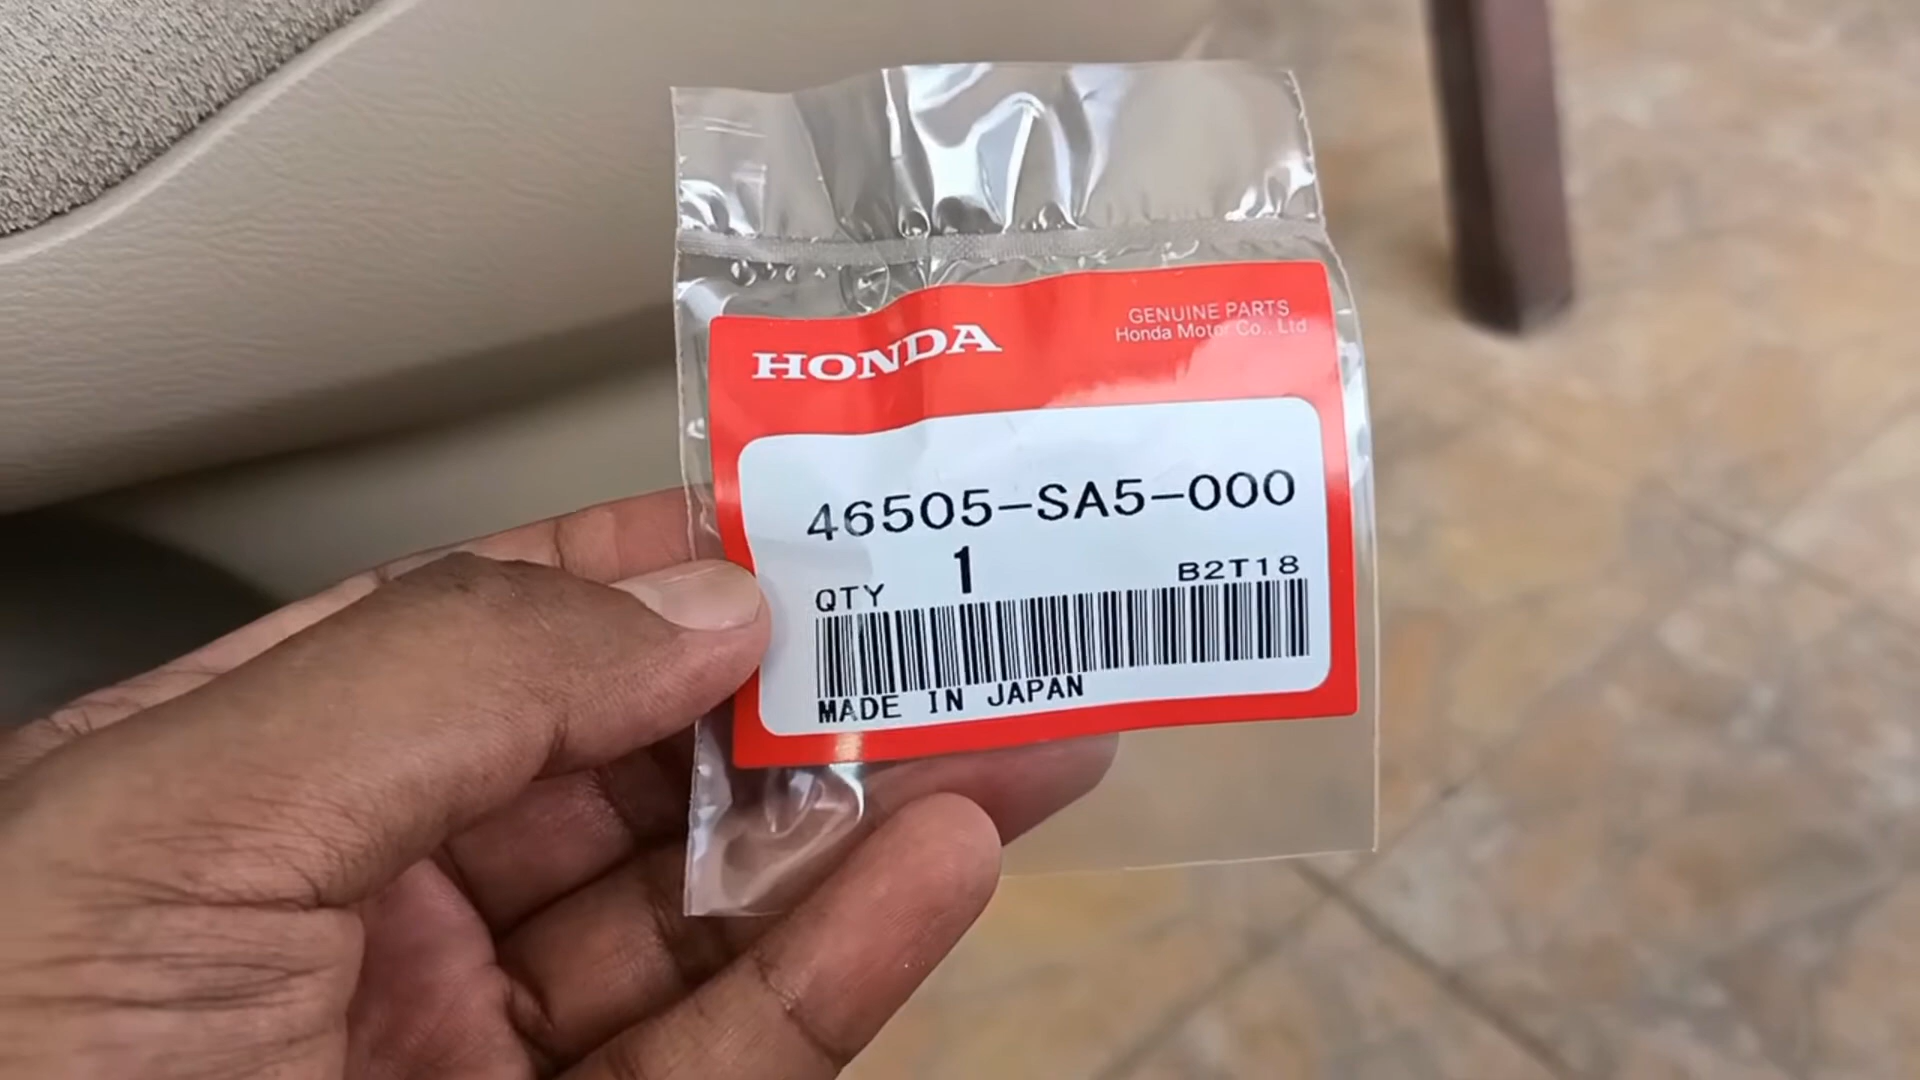 HONDA
GENUINE PARTS
Honda Motor Co., Ltd
46505-SA5-000
QTY 1
B2T18
MADE IN JAPAN